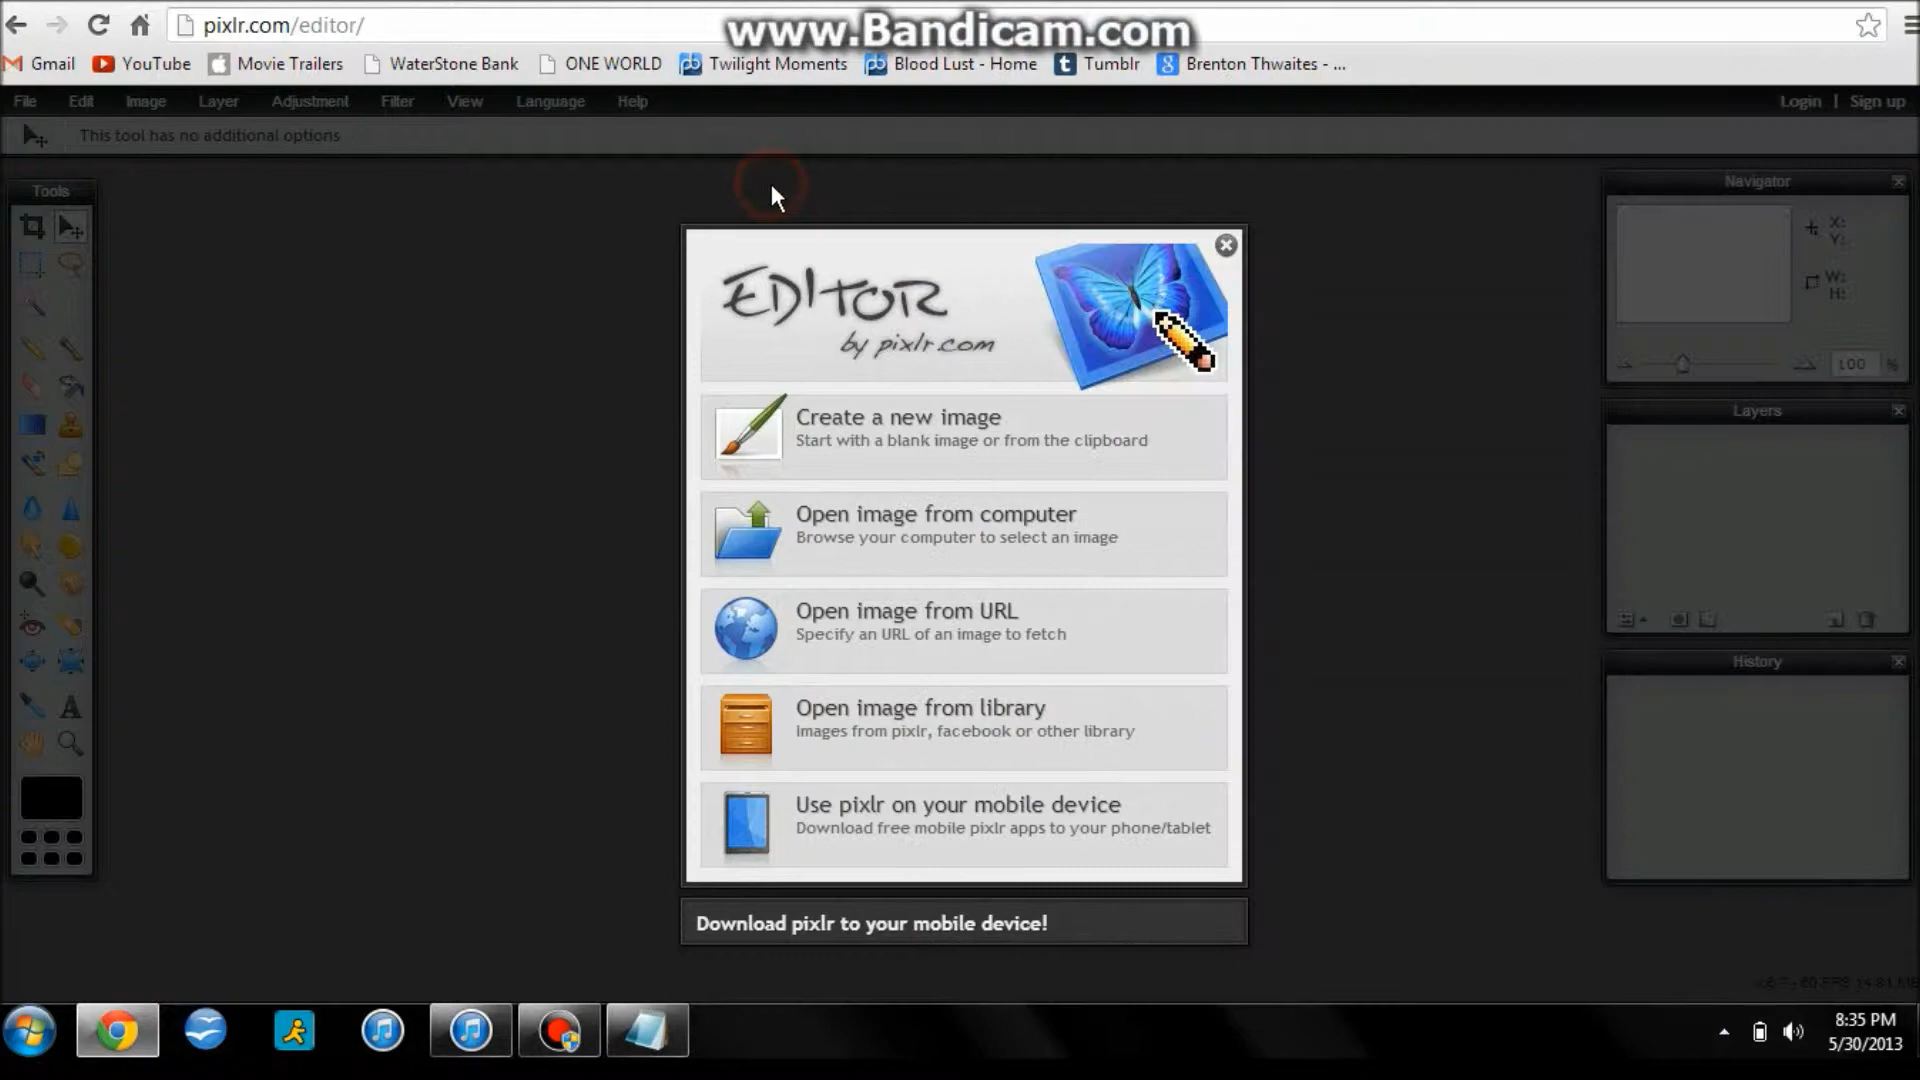 pixlr.com/editor/
www.Bandicam.com
Gmail YouTube Movie Trailers WaterStone Bank ONE WORLD Twilight Moments Blood Lust - Home Tumblr Brenton Thwaites - ...
File Edit Image Layer Adjustment Filter View Language Help Login | Sign up
This tool has no additional options
Tools
Navigator
X:
Y:
W:
H:
100 %
EDITOR
by pixlr.com
Create a new image
Start with a blank image or from the clipboard
Open image from computer
Browse your computer to select an image
Open image from URL
Specify an URL of an image to fetch
Open image from library
Images from pixlr, facebook or other library
Use pixlr on your mobile device
Download free mobile pixlr apps to your phone/tablet
Download pixlr to your mobile device!
Layers
History
8:35 PM
5/30/2013